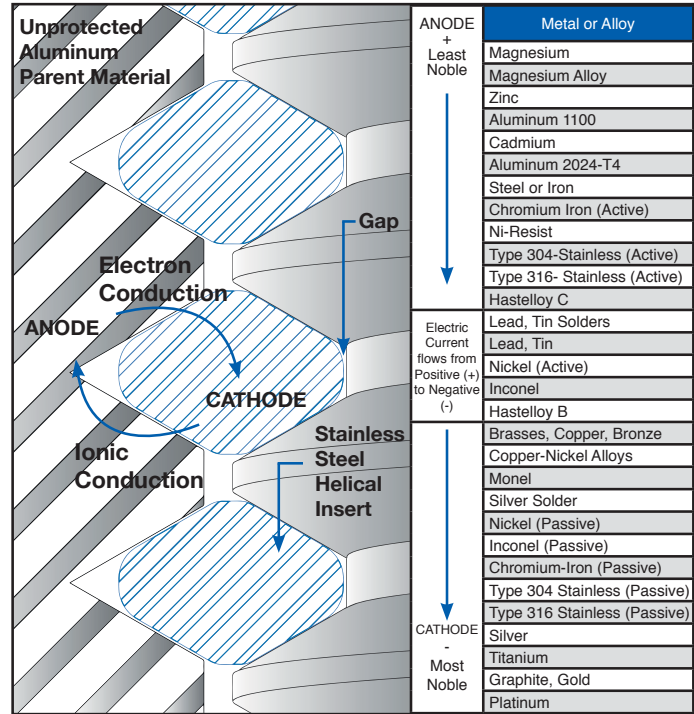 Unprotected
Aluminum
Parent Material
Gap
Electron
Conduction
ANODE
CATHODE
Ionic
Conduction
Stainless
Steel
Helical
Insert
ANODE
+
Least
Noble
Electric
Current
flows from
Positive (+)
to Negative
(-)
CATHODE
-
Most
Noble
Metal or Alloy
Magnesium
Magnesium Alloy
Zinc
Aluminum 1100
Cadmium
Aluminum 2024-T4
Steel or Iron
Chromium Iron (Active)
Ni-Resist
Type 304-Stainless (Active)
Type 316- Stainless (Active)
Hastelloy C
Lead, Tin Solders
Lead, Tin
Nickel (Active)
Inconel
Hastelloy B
Brasses, Copper, Bronze
Copper-Nickel Alloys
Monel
Silver Solder
Nickel (Passive)
Inconel (Passive)
Chromium-Iron (Passive)
Type 304 Stainless (Passive)
Type 316 Stainless (Passive)
Silver
Titanium
Graphite, Gold
Platinum